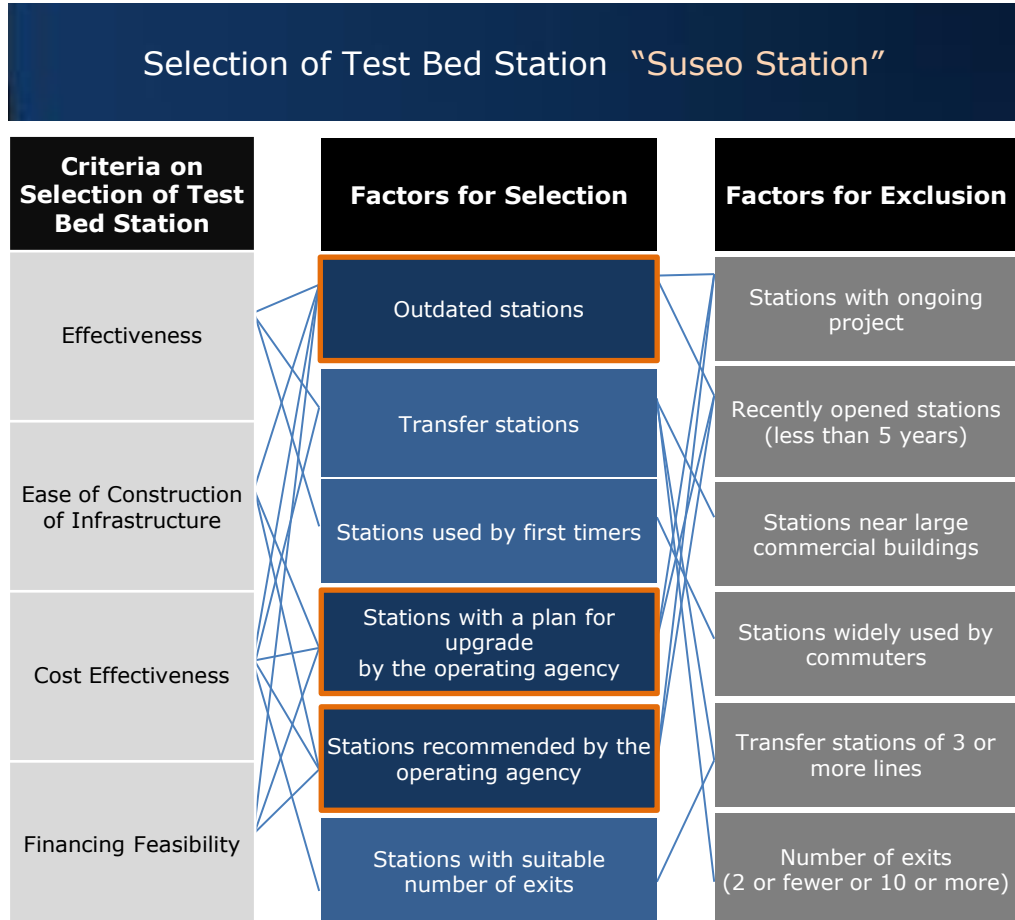 Selection of Test Bed Station “Suseo Station”
Criteria on
Selection of Test
Bed Station
Effectiveness
Ease of Construction
of Infrastructure
Cost Effectiveness
Financing Feasibility
Factors for Selection
Outdated stations
Transfer stations
Stations used by first timers
Stations with a plan for
upgrade
by the operating agency
Stations recommended by the
operating agency
Stations with suitable
number of exits
Factors for Exclusion
Stations with ongoing
project
Recently opened stations
(less than 5 years)
Stations near large
commercial buildings
Stations widely used by
commuters
Transfer stations of 3 or
more lines
Number of exits
(2 or fewer or 10 or more)